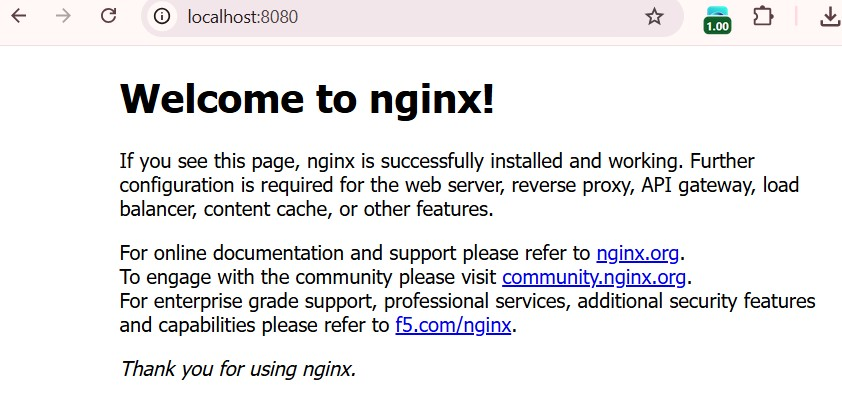 localhost:8080
1.00
Welcome to nginx!
If you see this page, nginx is successfully installed and working. Further
configuration is required for the web server, reverse proxy, API gateway, load
balancer, content cache, or other features.
For online documentation and support please refer to nginx.org.
To engage with the community please visit community.nginx.org.
For enterprise grade support, professional services, additional security features
and capabilities please refer to f5.com/nginx.
Thank you for using nginx.